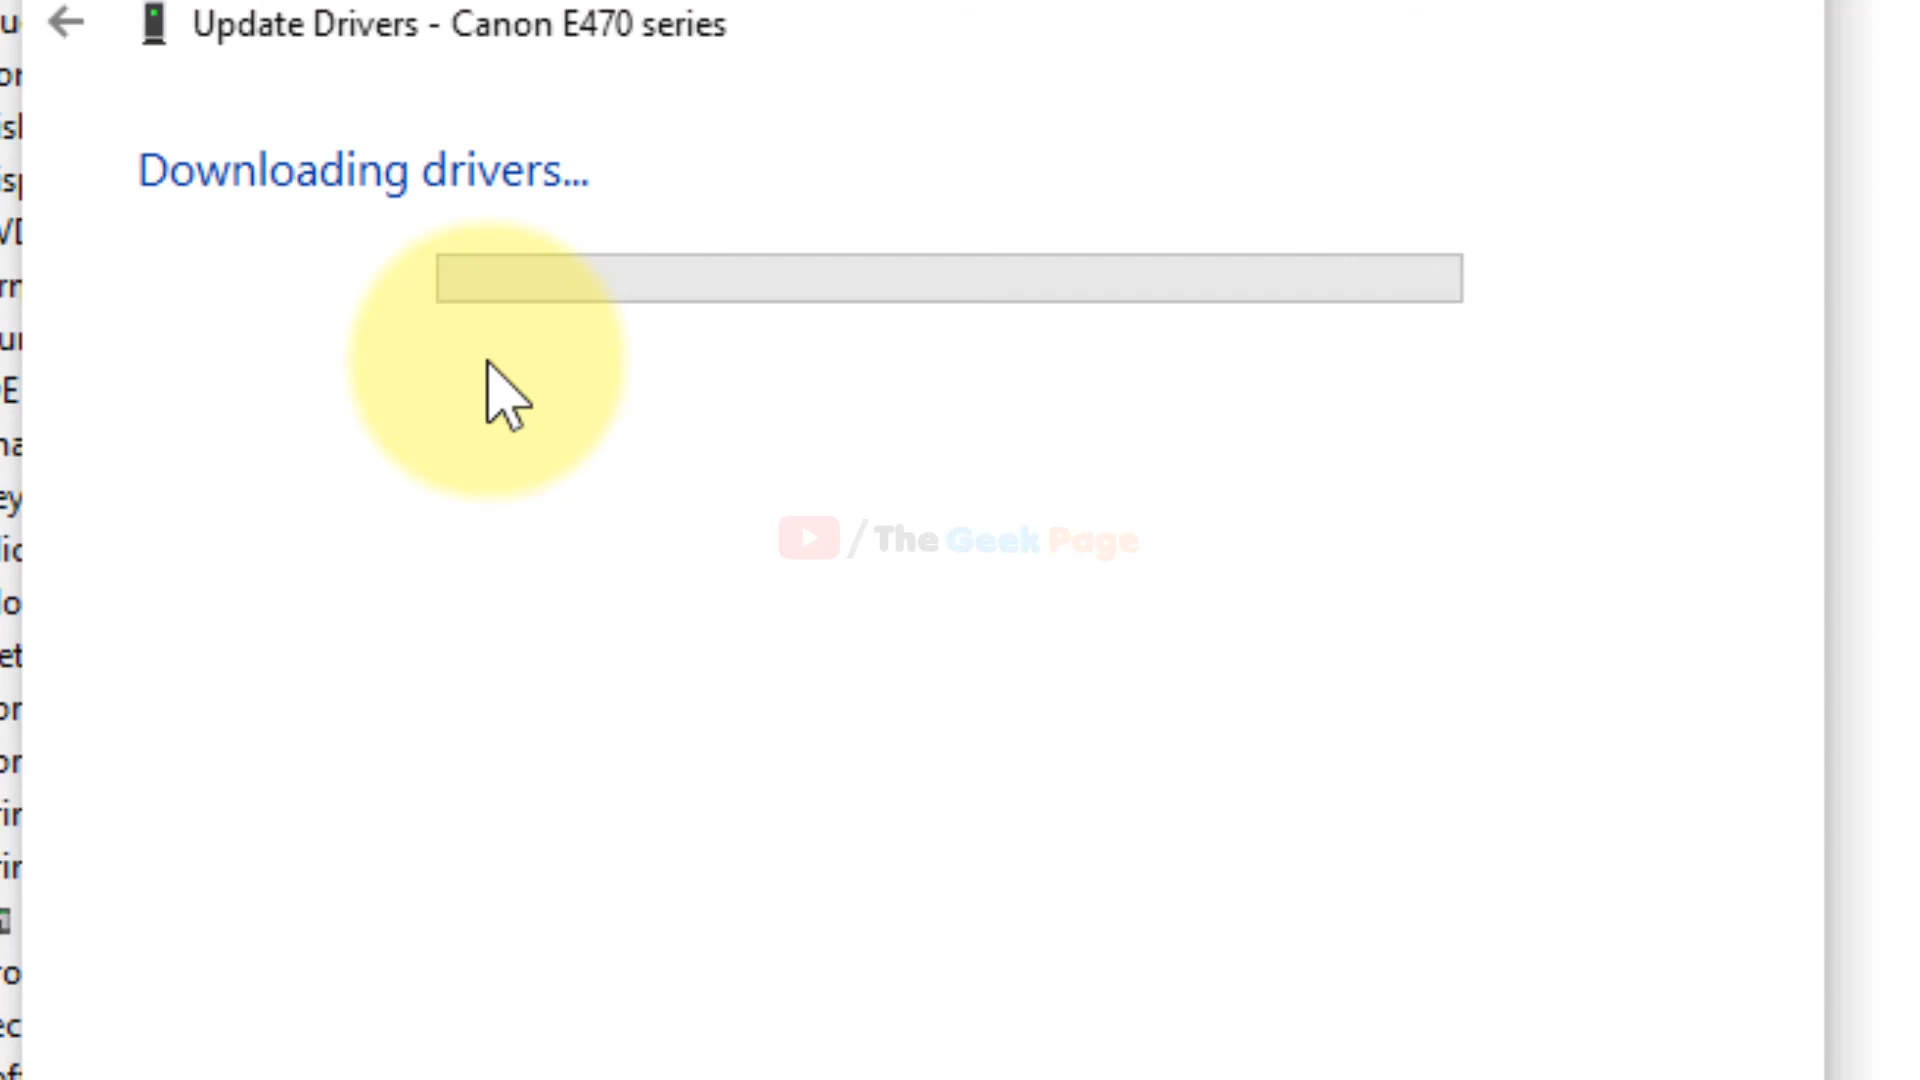 Update Drivers - Canon E470 series
Downloading drivers...
/The Geek Page